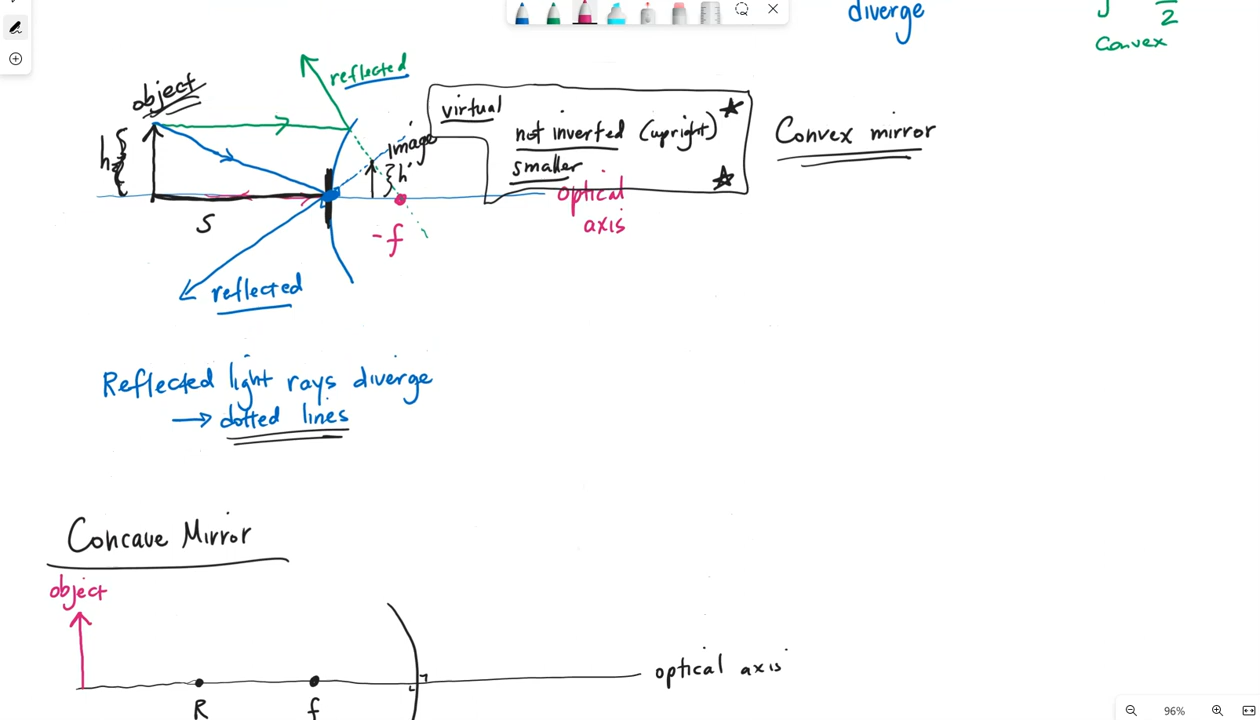 diverge
2
Convex
object
reflected
virtual
not inverted (upright)
smaller
Convex mirror
image
h
h'
S
-f
optical
axis
reflected
Reflected light rays diverge
→ dotted lines
Concave Mirror
object
optical axis
R
f
96%